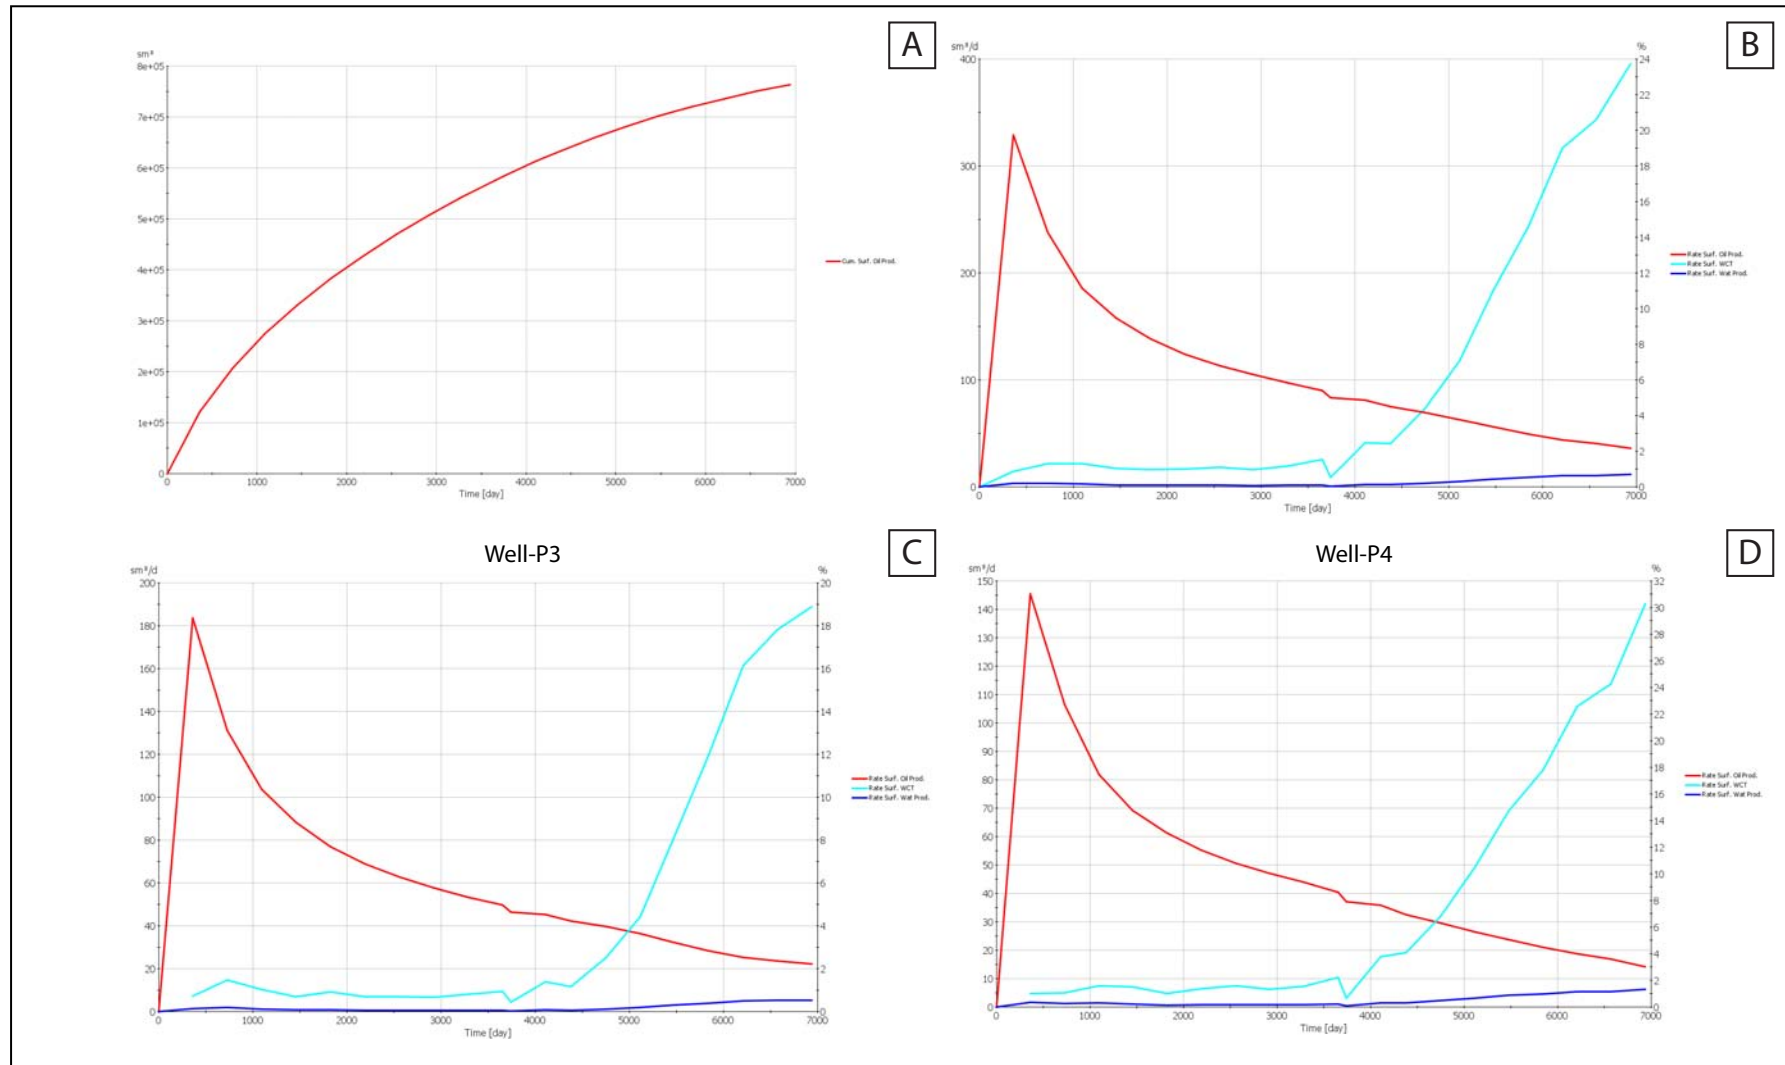 A
sm³
8e+05
7e+05
6e+05
5e+05
4e+05
3e+05
2e+05
1e+05
0
0 1000 2000 3000 4000 5000 6000 7000
Time [day]
Cum. Surf. Oil Prod.
B
sm³/d
%
400
300
200
100
0
24
22
20
18
16
14
12
10
8
6
4
2
0
0 1000 2000 3000 4000 5000 6000 7000
Time [day]
Rate Surf. Oil Prod.
Rate Surf. WCT
Rate Surf. Wat Prod.
Well-P3
C
sm³/d
%
200
180
160
140
120
100
80
60
40
20
0
20
18
16
14
12
10
8
6
4
2
0
0 1000 2000 3000 4000 5000 6000 7000
Time [day]
Rate Surf. Oil Prod.
Rate Surf. WCT
Rate Surf. Wat Prod.
Well-P4
D
sm³/d
%
150
140
130
120
110
100
90
80
70
60
50
40
30
20
10
0
32
30
28
26
24
22
20
18
16
14
12
10
8
6
4
2
0
0 1000 2000 3000 4000 5000 6000 7000
Time [day]
Rate Surf. Oil Prod.
Rate Surf. WCT
Rate Surf. Wat Prod.